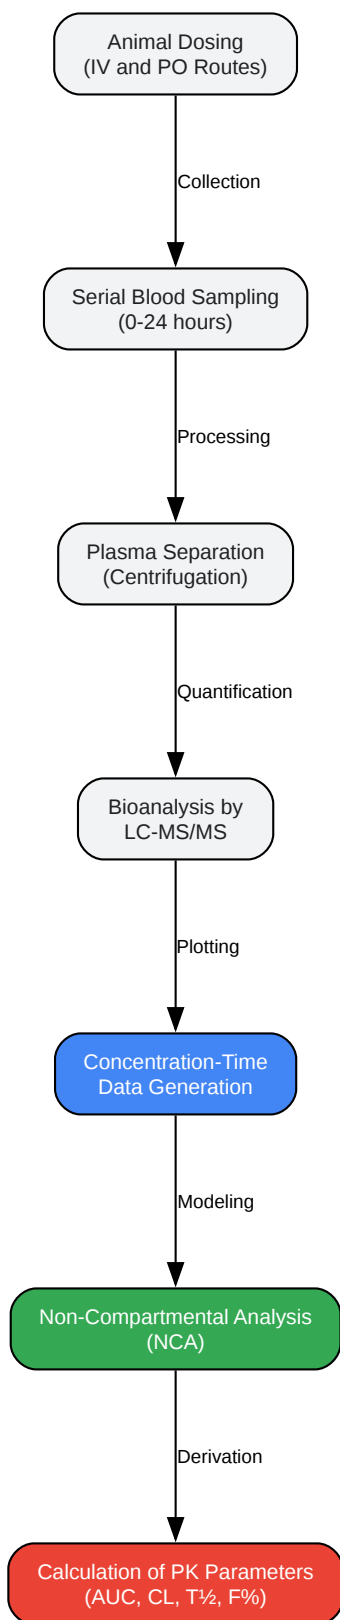 Animal Dosing
(IV and PO Routes)
Collection
Serial Blood Sampling
(0-24 hours)
Processing
Plasma Separation
(Centrifugation)
Quantification
Bioanalysis by
LC-MS/MS
Plotting
Concentration-Time
Data Generation
Modeling
Non-Compartmental Analysis
(NCA)
Derivation
Calculation of PK Parameters
(AUC, CL, T½, F%)